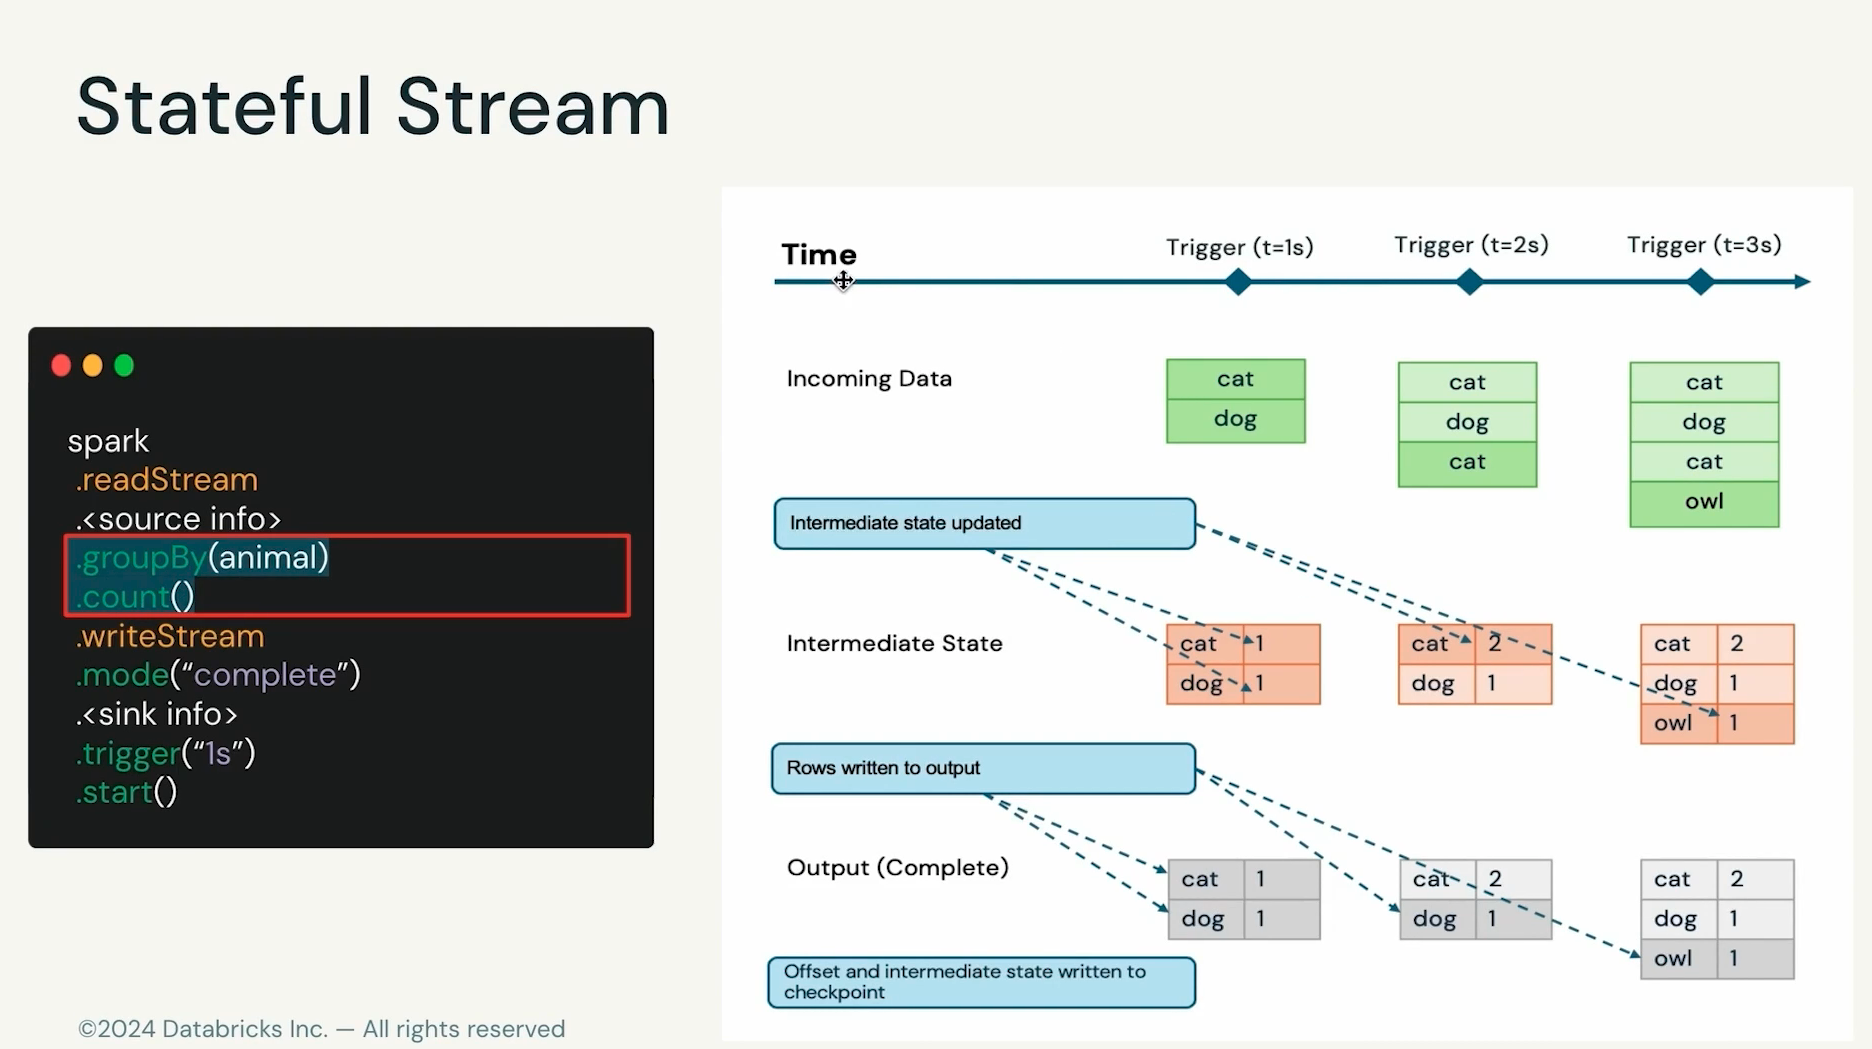 Stateful Stream
spark
.readStream
.<source info>
.groupBy(animal)
.count()
.writeStream
.mode(“complete”)
.<sink info>
.trigger(“1s”)
.start()
Time
Trigger (t=1s)
Trigger (t=2s)
Trigger (t=3s)
Incoming Data
cat
dog
cat
dog
cat
cat
dog
cat
owl
Intermediate state updated
Intermediate State
cat 1
dog 1
cat 2
dog 1
cat 2
dog 1
owl 1
Rows written to output
Output (Complete)
cat 1
dog 1
cat 2
dog 1
cat 2
dog 1
owl 1
Offset and intermediate state written to
checkpoint
©2024 Databricks Inc. — All rights reserved